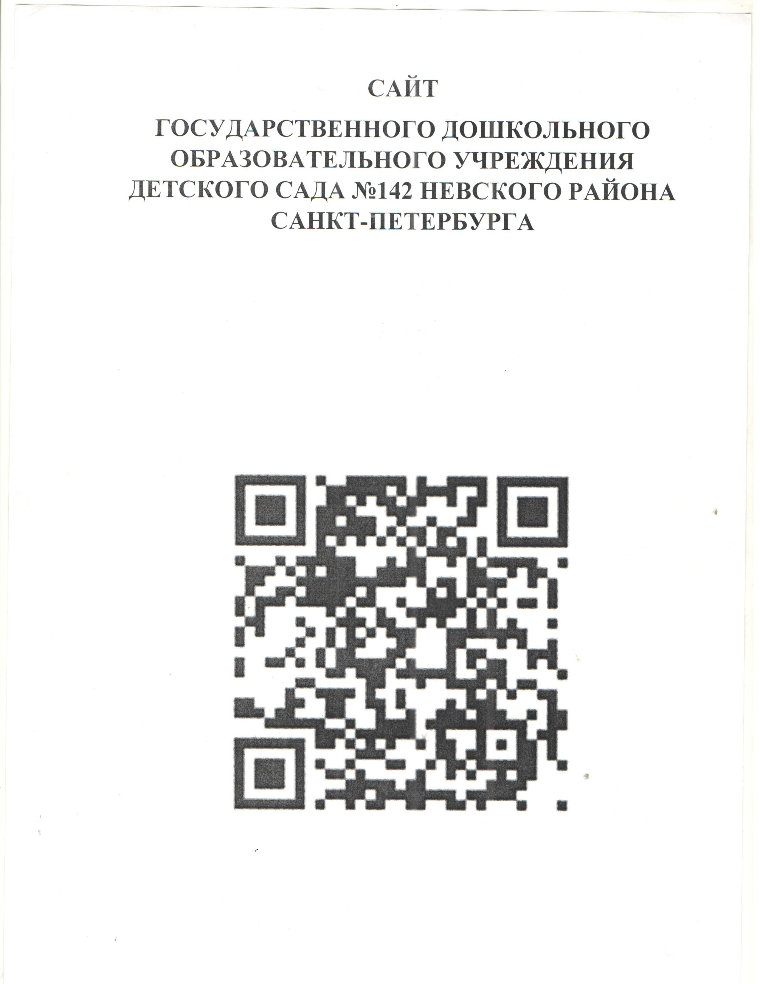 САЙТ
ГОСУДАРСТВЕННОГО ДОШКОЛЬНОГО
ОБРАЗОВАТЕЛЬНОГО УЧРЕЖДЕНИЯ
ДЕТСКОГО САДА №142 НЕВСКОГО РАЙОНА
САНКТ-ПЕТЕРБУРГА